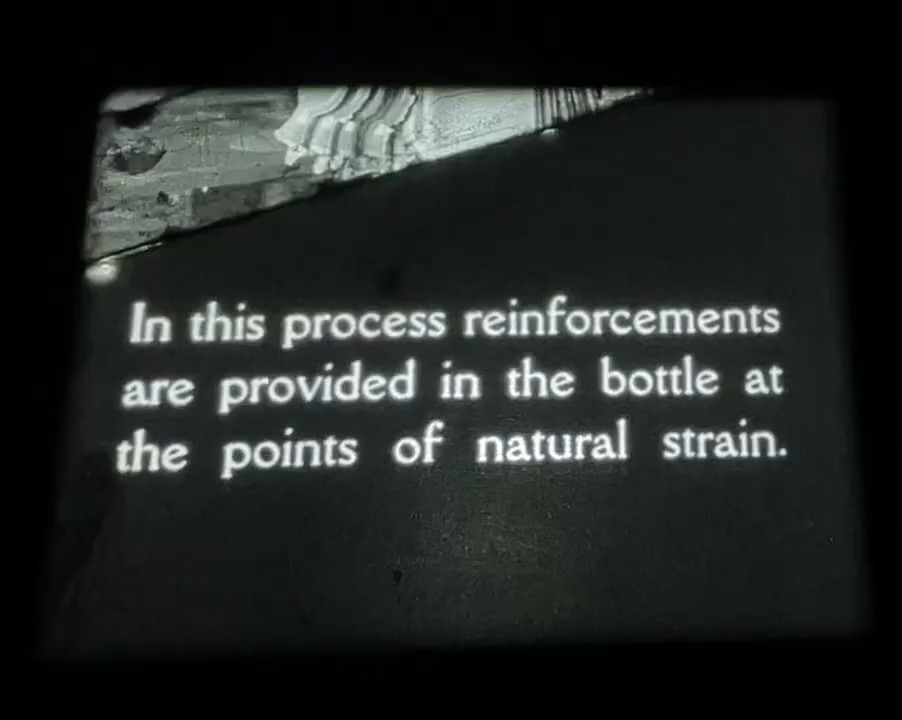 In this process reinforcements
are provided in the bottle at
the points of natural strain.